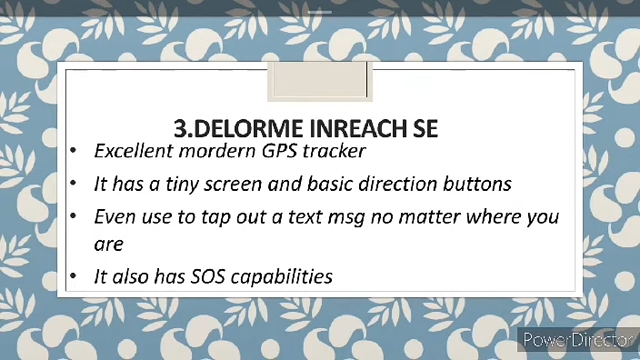 3.DELORME INREACH SE
• Excellent mordern GPS tracker
• It has a tiny screen and basic direction buttons
• Even use to tap out a text msg no matter where you
are
• It also has SOS capabilities
PowerDirector